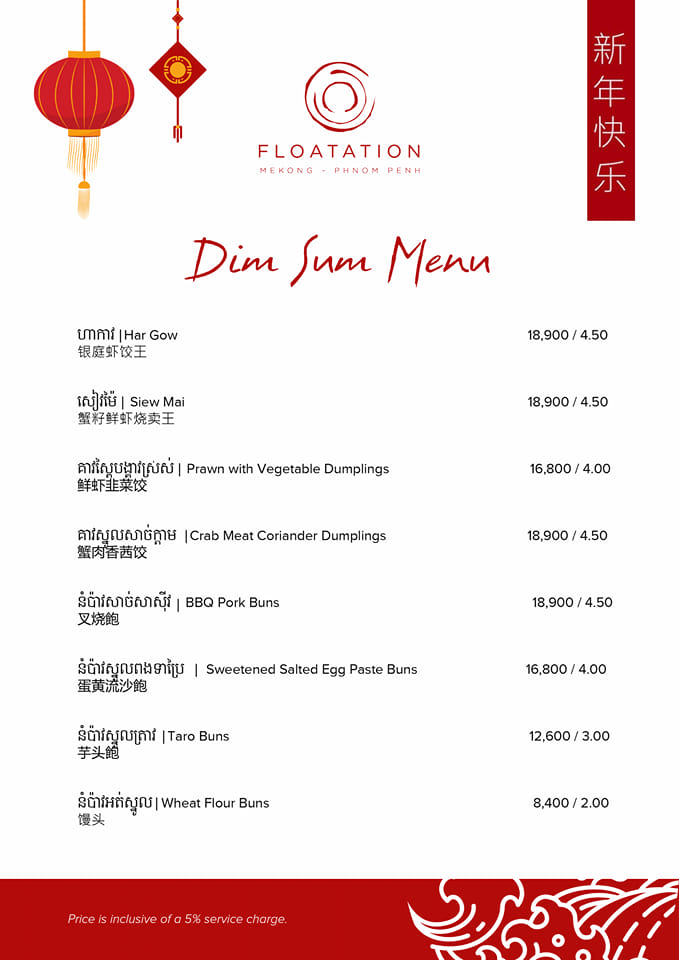 新年快乐
FLOATATION
MEKONG - PHNOM PENH
Dim Sum Menu
ហាកាវ | Har Gow 18,900 / 4.50
银庭虾饺王
សៀវម៉ៃ | Siew Mai 18,900 / 4.50
蟹籽鲜虾烧卖王
គាវស្ពៃបង្គាវស្រស់ | Prawn with Vegetable Dumplings 16,800 / 4.00
鲜虾韭菜饺
គាវស្នូលសាច់ក្តាម | Crab Meat Coriander Dumplings 18,900 / 4.50
蟹肉香茜饺
នំប៉ាវសាច់សាស៊ីវ | BBQ Pork Buns 18,900 / 4.50
叉烧飽
នំប៉ាវស្នូលពងទាប្រៃ | Sweetened Salted Egg Paste Buns 16,800 / 4.00
蛋黄流沙飽
នំប៉ាវស្នូលត្រាវ | Taro Buns 12,600 / 3.00
芋头飽
នំប៉ាវអត់ស្នូល | Wheat Flour Buns 8,400 / 2.00
馒头
Price is inclusive of a 5% service charge.